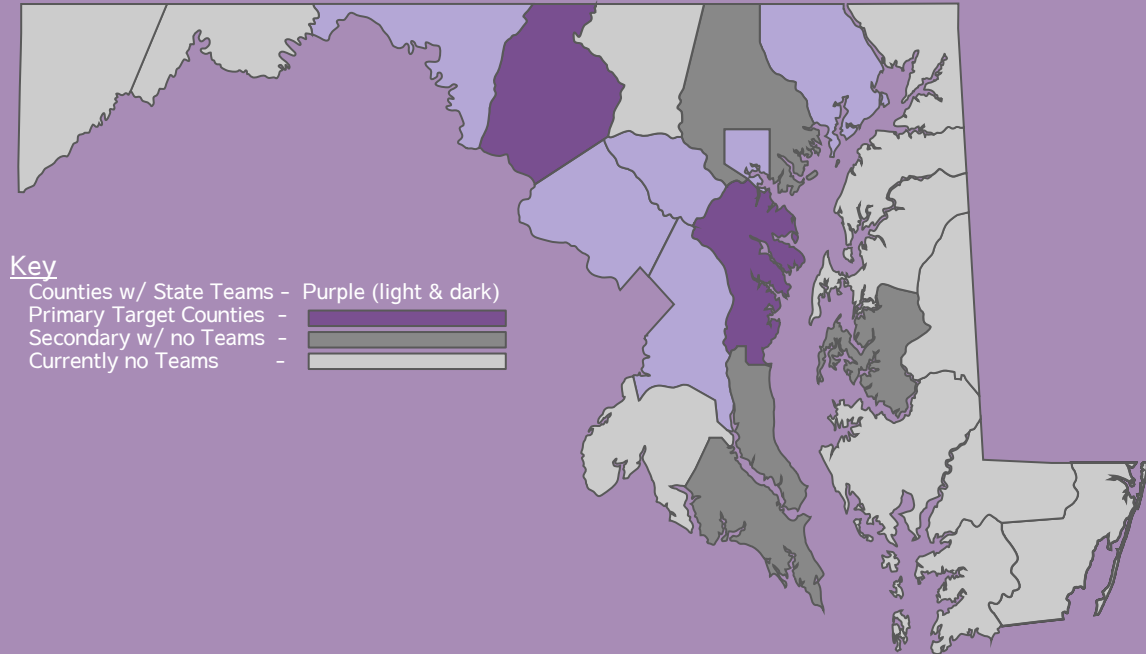 Key
Counties w/ State Teams - Purple (light & dark)
Primary Target Counties -
Secondary w/ no Teams -
Currently no Teams -